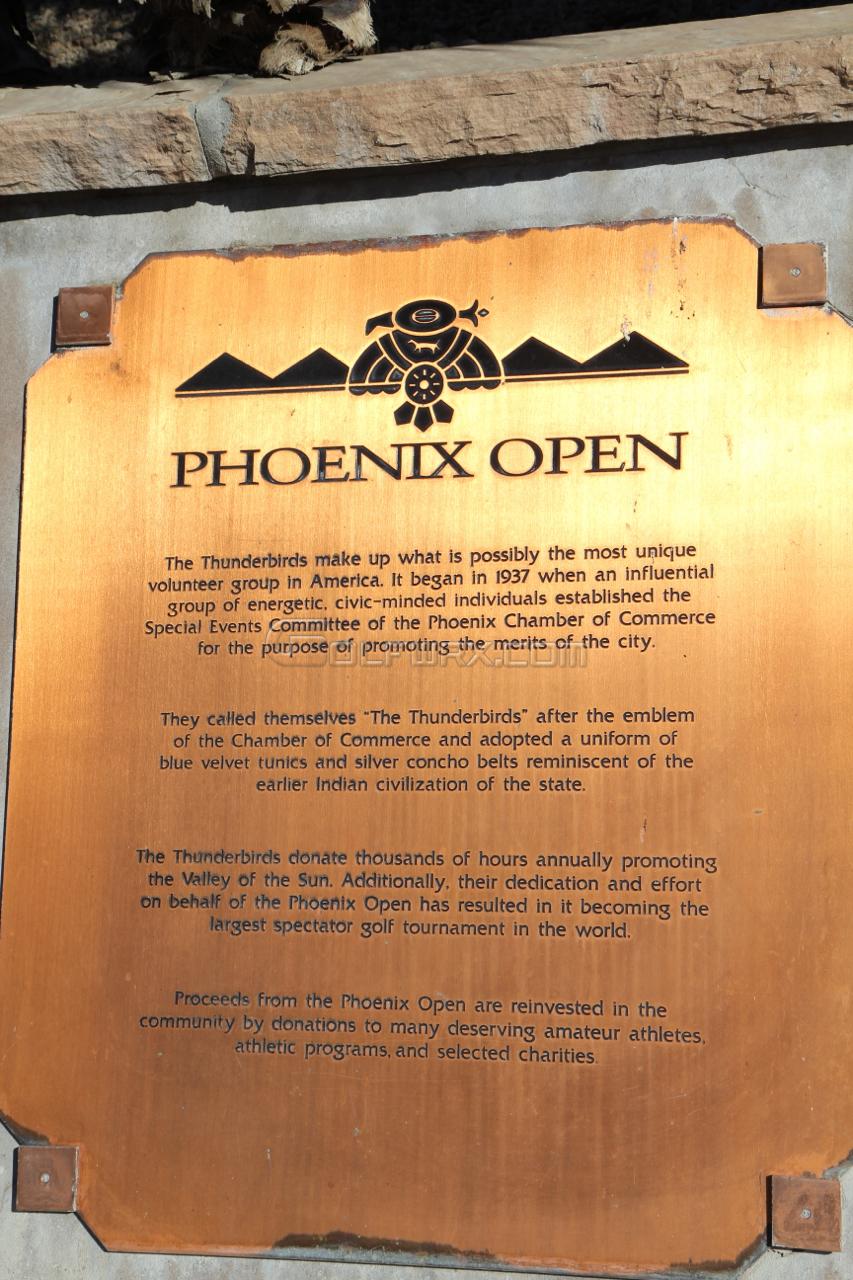 PHOENIX OPEN
The Thunderbirds make up what is possibly the most unique
volunteer group in America. It began in 1937 when an influential
group of energetic, civic-minded individuals established the
Special Events Committee of the Phoenix Chamber of Commerce
for the purpose of promoting the merits of the city.
GOLFWRX.COM
They called themselves "The Thunderbirds" after the emblem
of the Chamber of Commerce and adopted a uniform of
blue velvet tunics and silver concho belts reminiscent of the
earlier Indian civilization of the state.
The Thunderbirds donate thousands of hours annually promoting
the Valley of the Sun. Additionally, their dedication and effort
on behalf of the Phoenix Open has resulted in it becoming the
largest spectator golf tournament in the world.
Proceeds from the Phoenix Open are reinvested in the
community by donations to many deserving amateur athletes,
athletic programs, and selected charities.